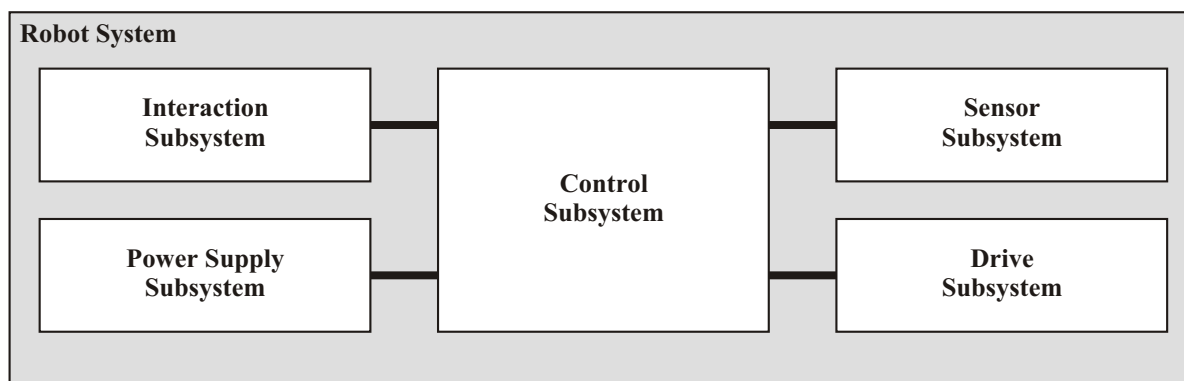 Robot System
Interaction
Subsystem
Control
Subsystem
Sensor
Subsystem
Power Supply
Subsystem
Drive
Subsystem